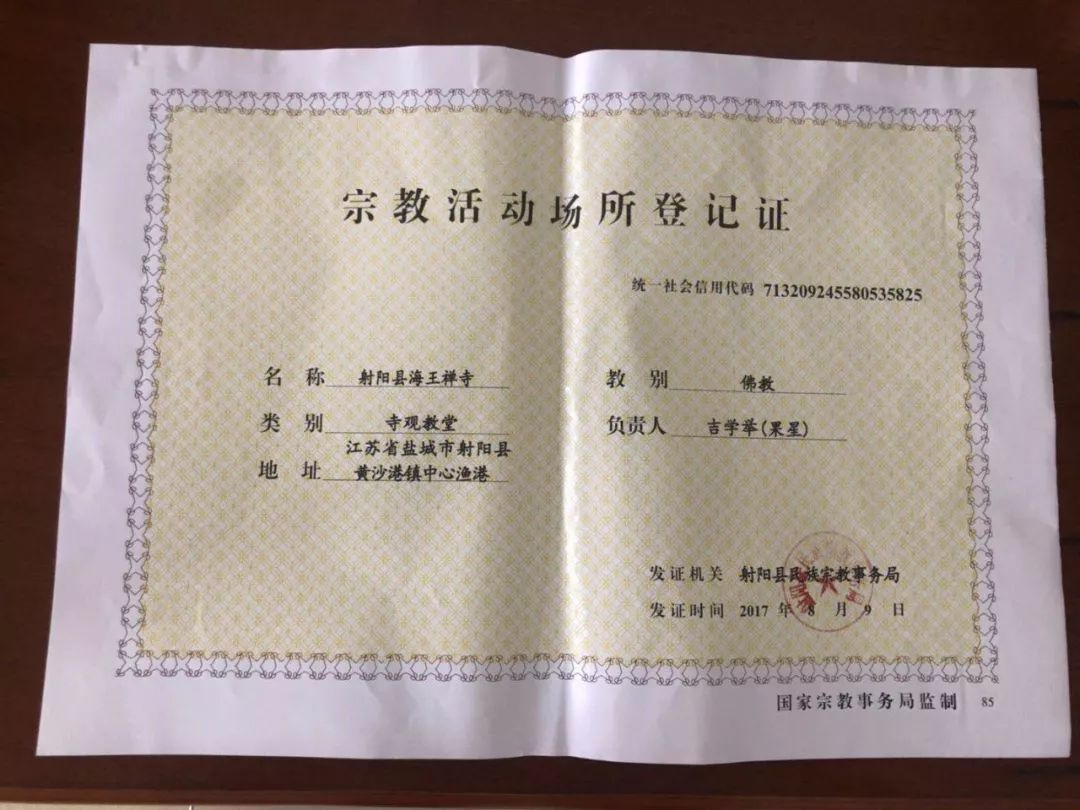 宗教活动场所登记证
统一社会信用代码 713209245580535825
名 称 射阳县海王禅寺
教 别 佛教
类 别 寺观教堂
负责人 吉学举(果星)
江苏省盐城市射阳县
地 址 黄沙港镇中心渔港
发证机关 射阳县民族宗教事务局
发证时间 2017 年 8 月 9 日
国家宗教事务局监制 85